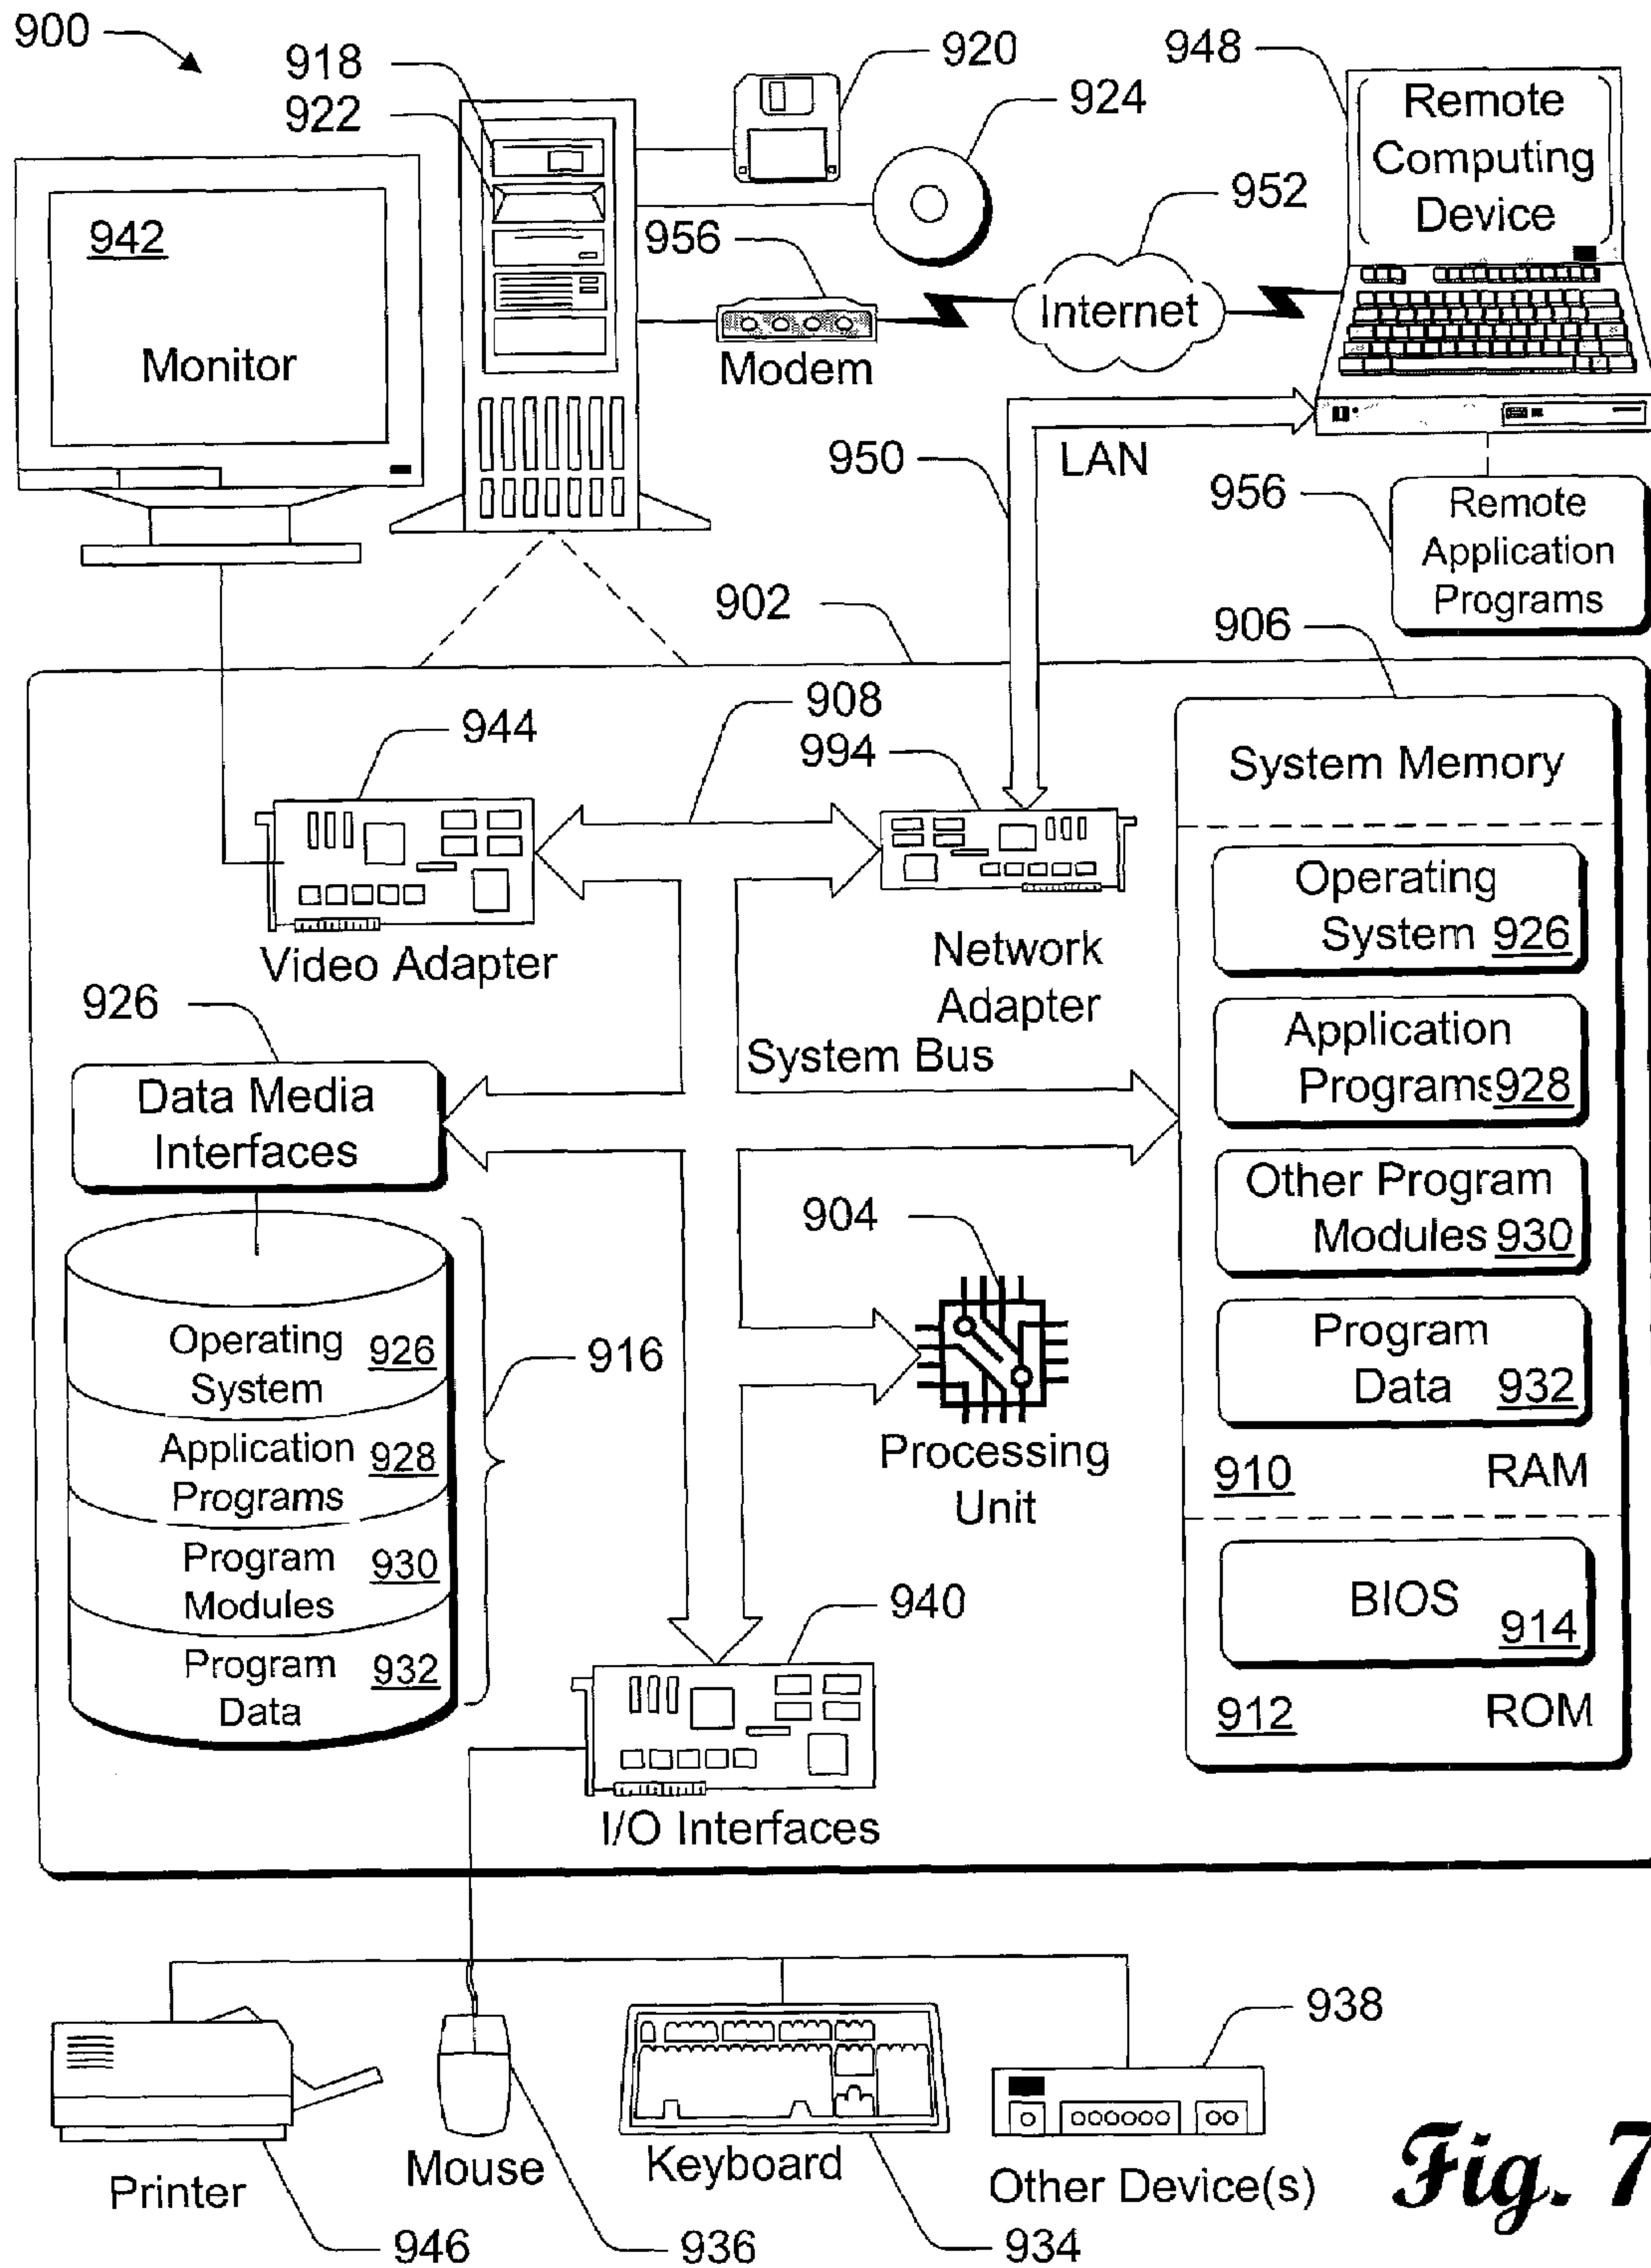 900
918
922
920
948
924
Remote
Computing
Device
952
942
956
Internet
Monitor
Modem
950
LAN
956
Remote
Application
Programs
902
906
908
944
994
System Memory
Operating
System 926
Video Adapter
Network
Adapter
926
Application
Programs 928
System Bus
Data Media
Interfaces
Other Program
Modules 930
904
Program
Data 932
Operating
System 926
916
Processing
Unit
910 RAM
Application
Programs 928
Program
Modules 930
940
BIOS
914
Program
Data 932
912 ROM
I/O Interfaces
938
Printer
Mouse
Keyboard
Other Device(s)
946
936
934
Fig. 7